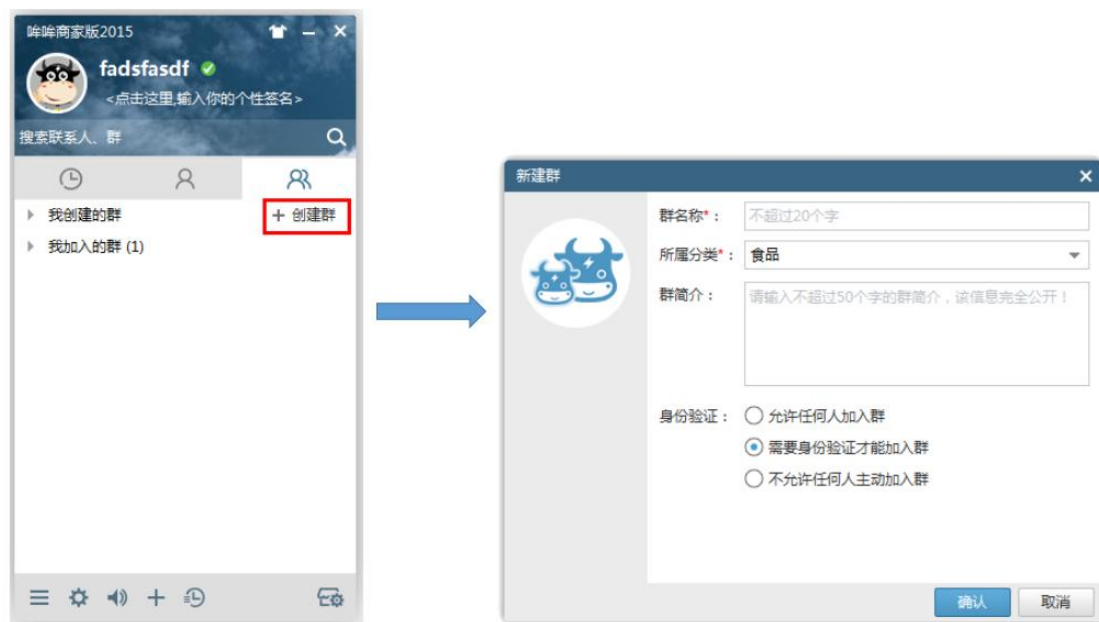 哞哞商家版2015
fadsfasdf
<点击这里,输入你的个性签名>
搜索联系人、群
我创建的群
+ 创建群
我加入的群 (1)
新建群
群名称*：
不超过20个字
所属分类*：
食品
群简介：
请输入不超过50个字的群简介，该信息完全公开！
身份验证：
允许任何人加入群
需要身份验证才能加入群
不允许任何人主动加入群
确认
取消